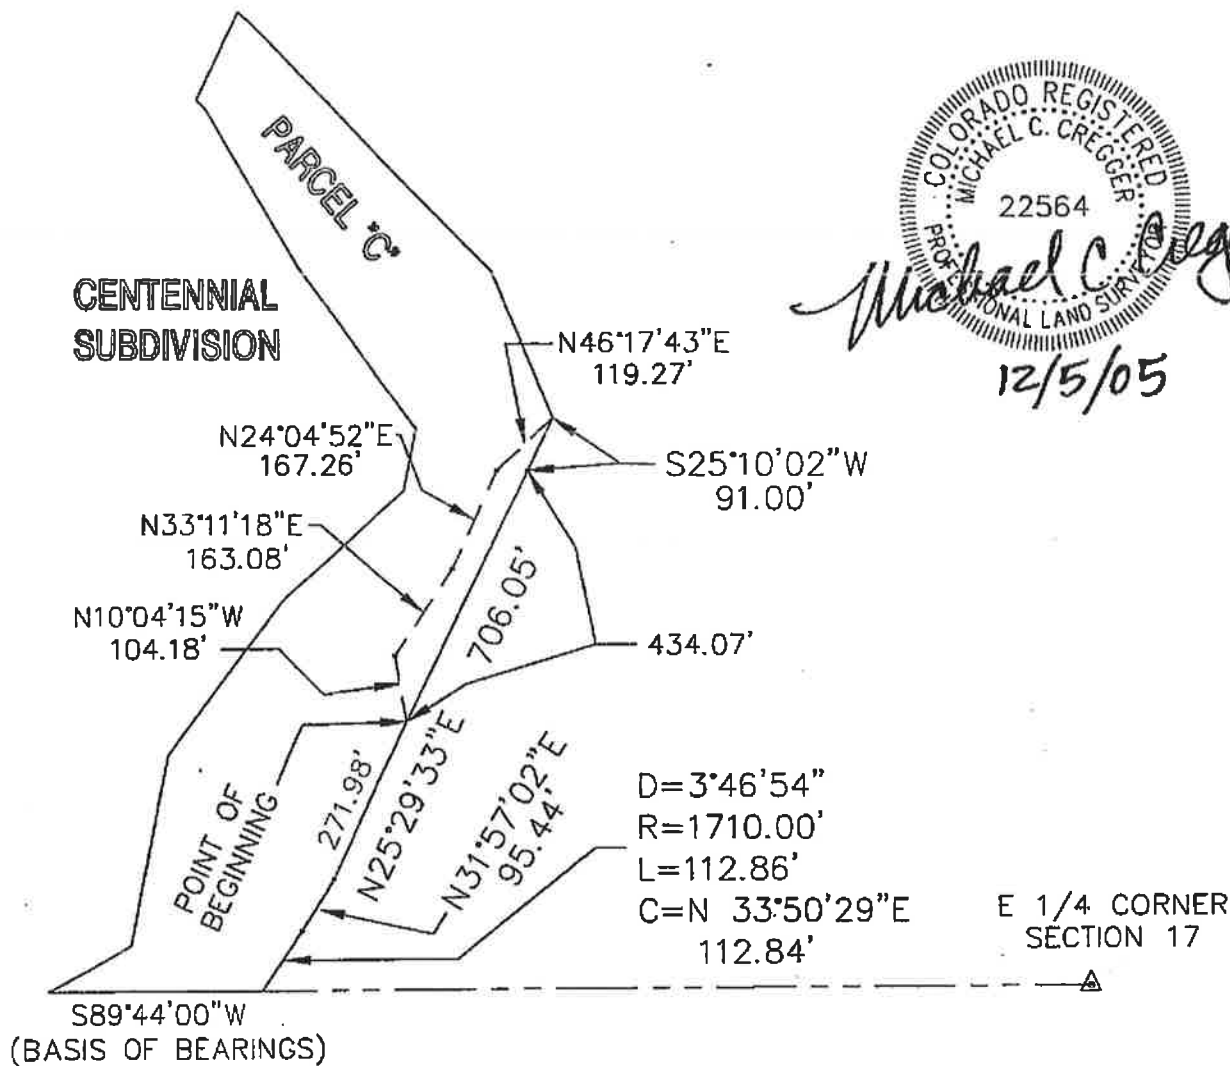 PARCEL "C"
CENTENNIAL
SUBDIVISION
COLORADO REGISTERED
MICHAEL C. CREGGER
22564
PROFESSIONAL LAND SURVEYOR
Michael C Creg
12/5/05
N46°17'43"E
119.27'
N24°04'52"E
167.26'
S25°10'02"W
91.00'
N33°11'18"E
163.08'
706.05'
N10°04'15"W
104.18'
434.07'
POINT OF
BEGINNING
271.98'
N25°29'33"E
N31°57'02"E
95.44'
D=3°46'54"
R=1710.00'
L=112.86'
C=N 33°50'29"E
112.84'
E 1/4 CORNER
SECTION 17
S89°44'00"W
(BASIS OF BEARINGS)